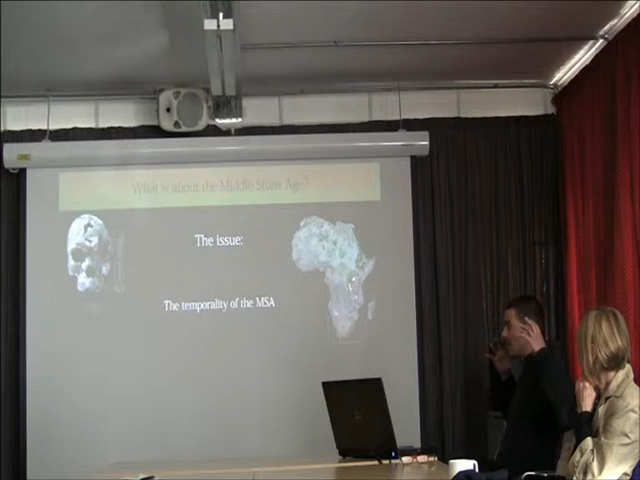 What is about the Middle Stone Age?
The issue:
The temporality of the MSA